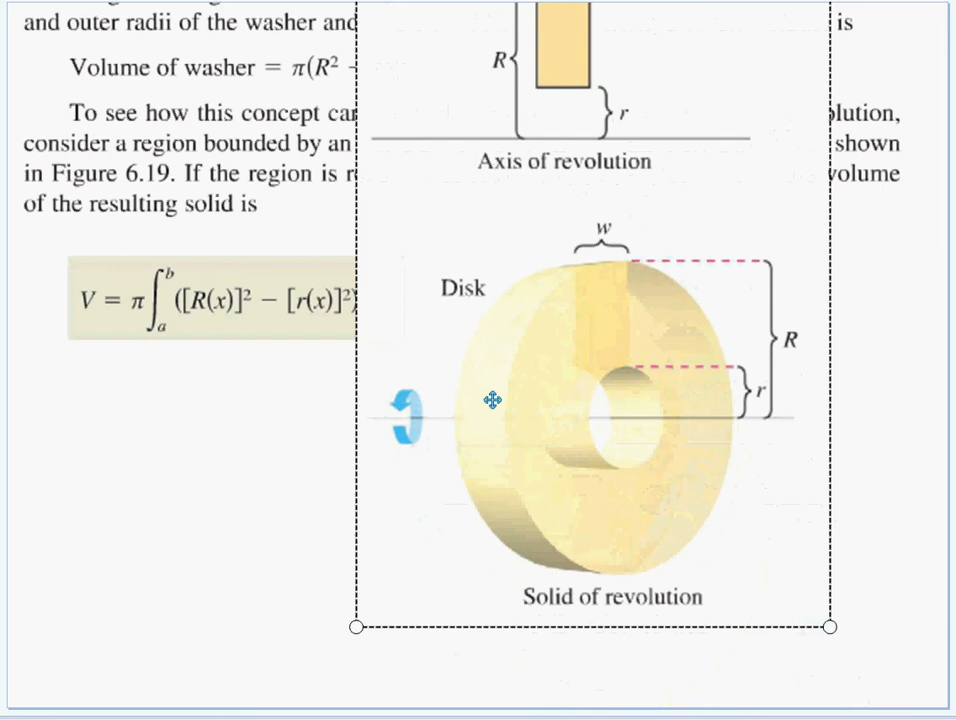 and outer radii of the washer and is
Volume of washer = π(R² -
To see how this concept can lution,
consider a region bounded by an shown
in Figure 6.19. If the region is r volume
of the resulting solid is
V = π ∫ₐᵇ ([R(x)]² − [r(x)]²)
R
r
Axis of revolution
w
Disk
R
r
Solid of revolution